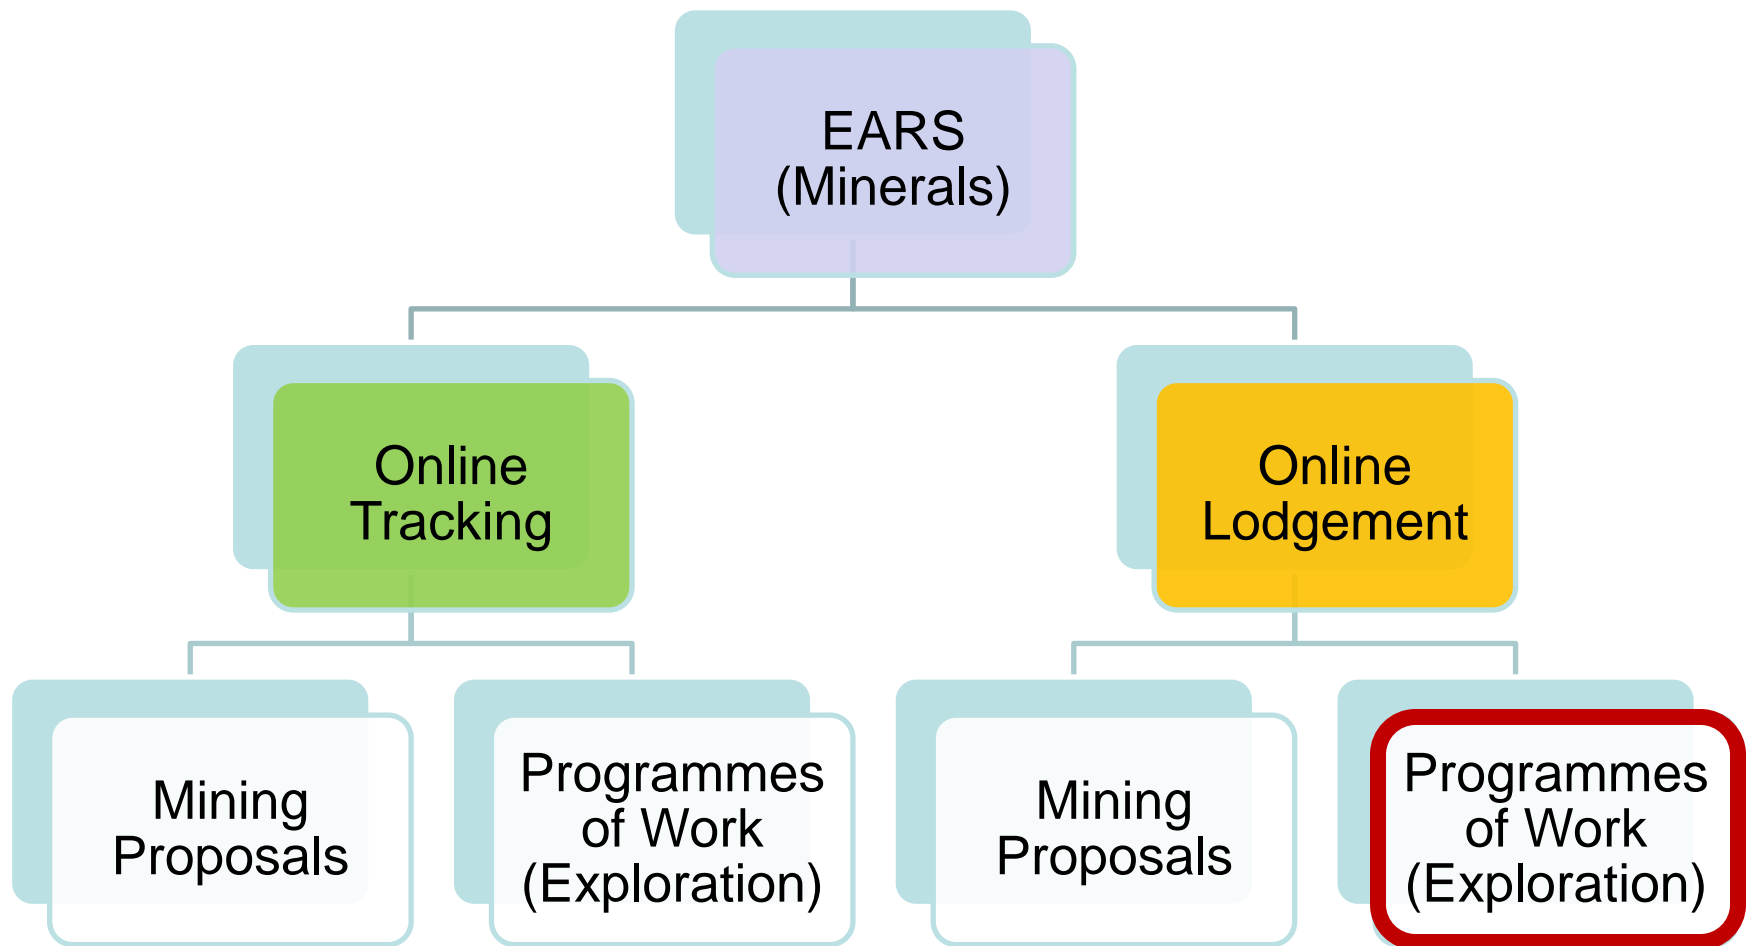 EARS
(Minerals)
Online
Tracking
Online
Lodgement
Mining
Proposals
Programmes
of Work
(Exploration)
Mining
Proposals
Programmes
of Work
(Exploration)